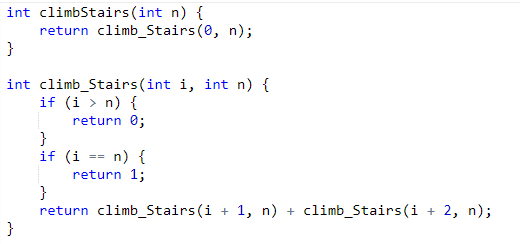 int climbStairs(int n) {
    return climb_Stairs(0, n);
}

int climb_Stairs(int i, int n) {
    if (i > n) {
        return 0;
    }
    if (i == n) {
        return 1;
    }
    return climb_Stairs(i + 1, n) + climb_Stairs(i + 2, n);
}